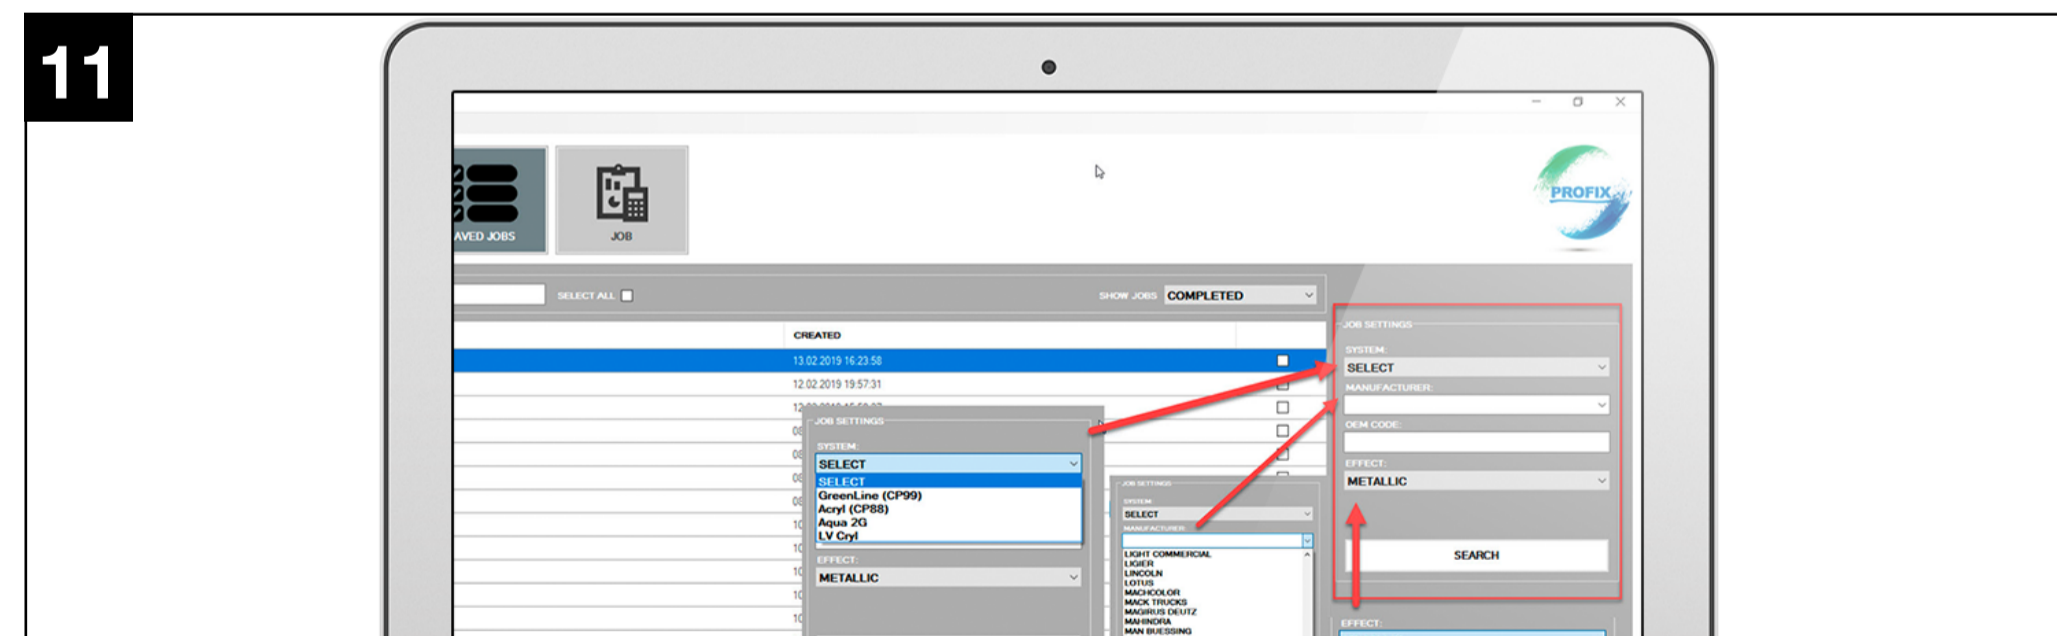 11
PROFIX
AVED JOBS
JOB
SELECT ALL
SHOW JOBS COMPLETED
CREATED
13.02.2019 16:23:58
12.02.2019 19:57:31
JOB SETTINGS
SYSTEM:
SELECT
MANUFACTURER:
OEM CODE:
EFFECT:
METALLIC
SEARCH
JOB SETTINGS
SYSTEM:
SELECT
SELECT
GreenLine (CP99)
Acryl (CP88)
Aqua 2G
LV Cryl
EFFECT:
METALLIC
JOB SETTINGS
SYSTEM:
SELECT
MANUFACTURER:
LIGHT COMMERCIAL
LIGIER
LINCOLN
LOTUS
MACHCOLOR
MACK TRUCKS
MAGIRUS DEUTZ
MAHINDRA
MAN BUESSING
EFFECT: